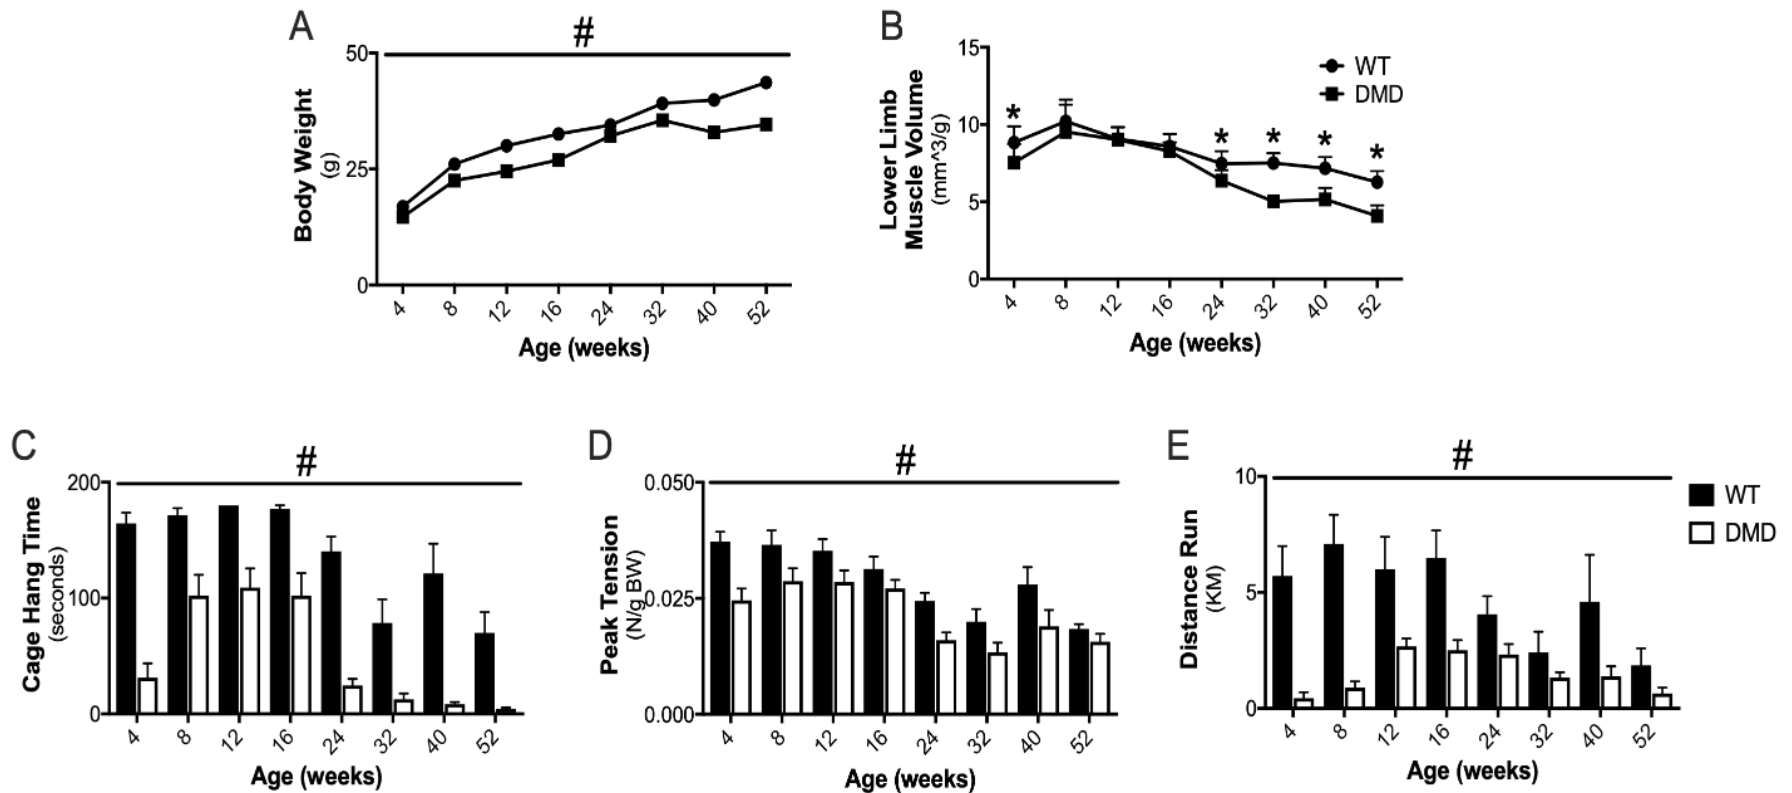 A
#
50
25
0
Body Weight
(g)
4 8 12 16 24 32 40 52
Age (weeks)
B
15
10
5
0
Lower Limb
Muscle Volume
(mm^3/g)
WT
DMD
* * * * *
4 8 12 16 24 32 40 52
Age (weeks)
C
#
200
100
0
Cage Hang Time
(seconds)
4 8 12 16 24 32 40 52
Age (weeks)
D
#
0.050
0.025
0.000
Peak Tension
(N/g BW)
4 8 12 16 24 32 40 52
Age (weeks)
E
#
10
5
0
Distance Run
(KM)
4 8 12 16 24 32 40 52
Age (weeks)
WT
DMD